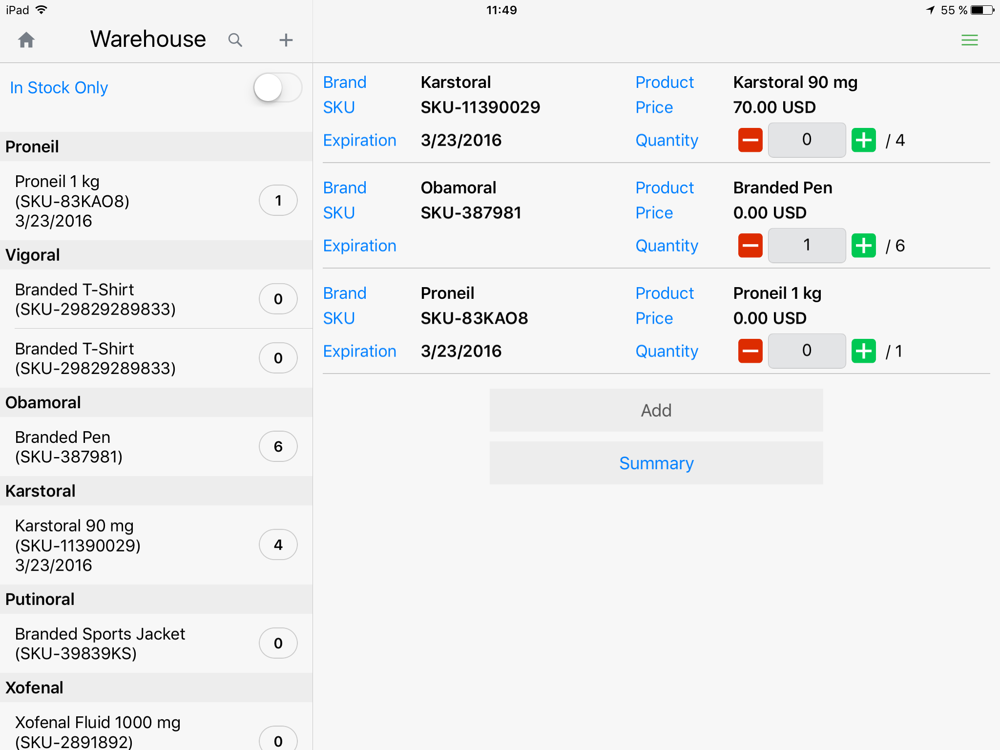 iPad 11:49 55 %
Warehouse
In Stock Only
Proneil
Proneil 1 kg
(SKU-83KAO8)
3/23/2016
1
Vigoral
Branded T-Shirt
(SKU-29829289833)
0
Branded T-Shirt
(SKU-29829289833)
0
Obamoral
Branded Pen
(SKU-387981)
6
Karstoral
Karstoral 90 mg
(SKU-11390029)
3/23/2016
4
Putinoral
Branded Sports Jacket
(SKU-39839KS)
0
Xofenal
Xofenal Fluid 1000 mg
(SKU-2891892)
0
Brand Karstoral Product Karstoral 90 mg
SKU SKU-11390029 Price 70.00 USD
Expiration 3/23/2016 Quantity 0 / 4
Brand Obamoral Product Branded Pen
SKU SKU-387981 Price 0.00 USD
Expiration Quantity 1 / 6
Brand Proneil Product Proneil 1 kg
SKU SKU-83KAO8 Price 0.00 USD
Expiration 3/23/2016 Quantity 0 / 1
Add
Summary